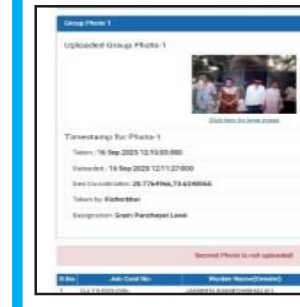 Group Photo 1
Uploaded Group Photo-1
Click here for large image
Timestamp for Photo-1
Taken : 16 Sep 2025 12:10:03:000
Uploaded : 16 Sep 2025 12:11:27:000
Taken by:
Designation: Gram Panchayat Level
Second Photo is not uploaded
S.No Job Card No. Worker Name(Gender)